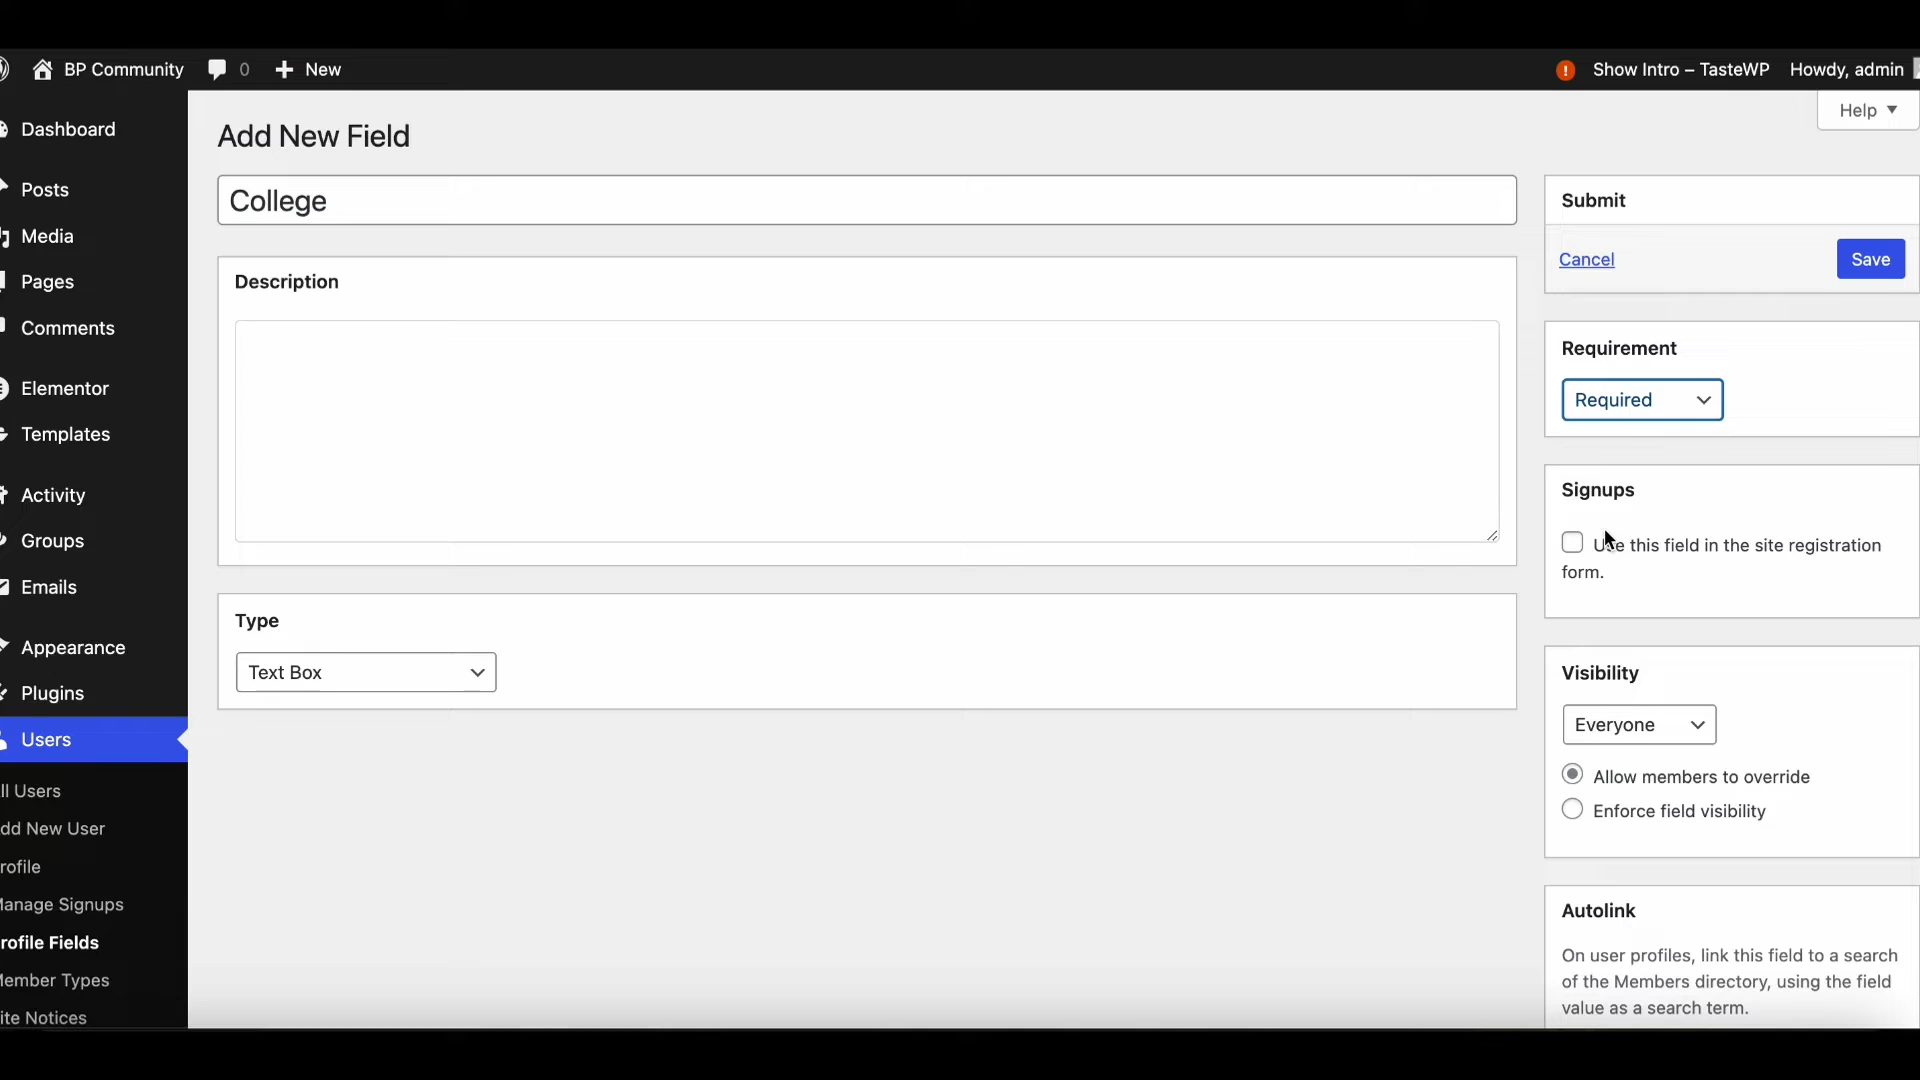 BP Community 0 New Show Intro – TasteWP Howdy, admin
Help
Dashboard
Posts
Media
Pages
Comments
Elementor
Templates
Activity
Groups
Emails
Appearance
Plugins
Users
ll Users
dd New User
rofile
anage Signups
rofile Fields
ember Types
ite Notices
Add New Field
College
Description
Type
Text Box
Submit
Cancel Save
Requirement
Required
Signups
Use this field in the site registration
form.
Visibility
Everyone
Allow members to override
Enforce field visibility
Autolink
On user profiles, link this field to a search
of the Members directory, using the field
value as a search term.